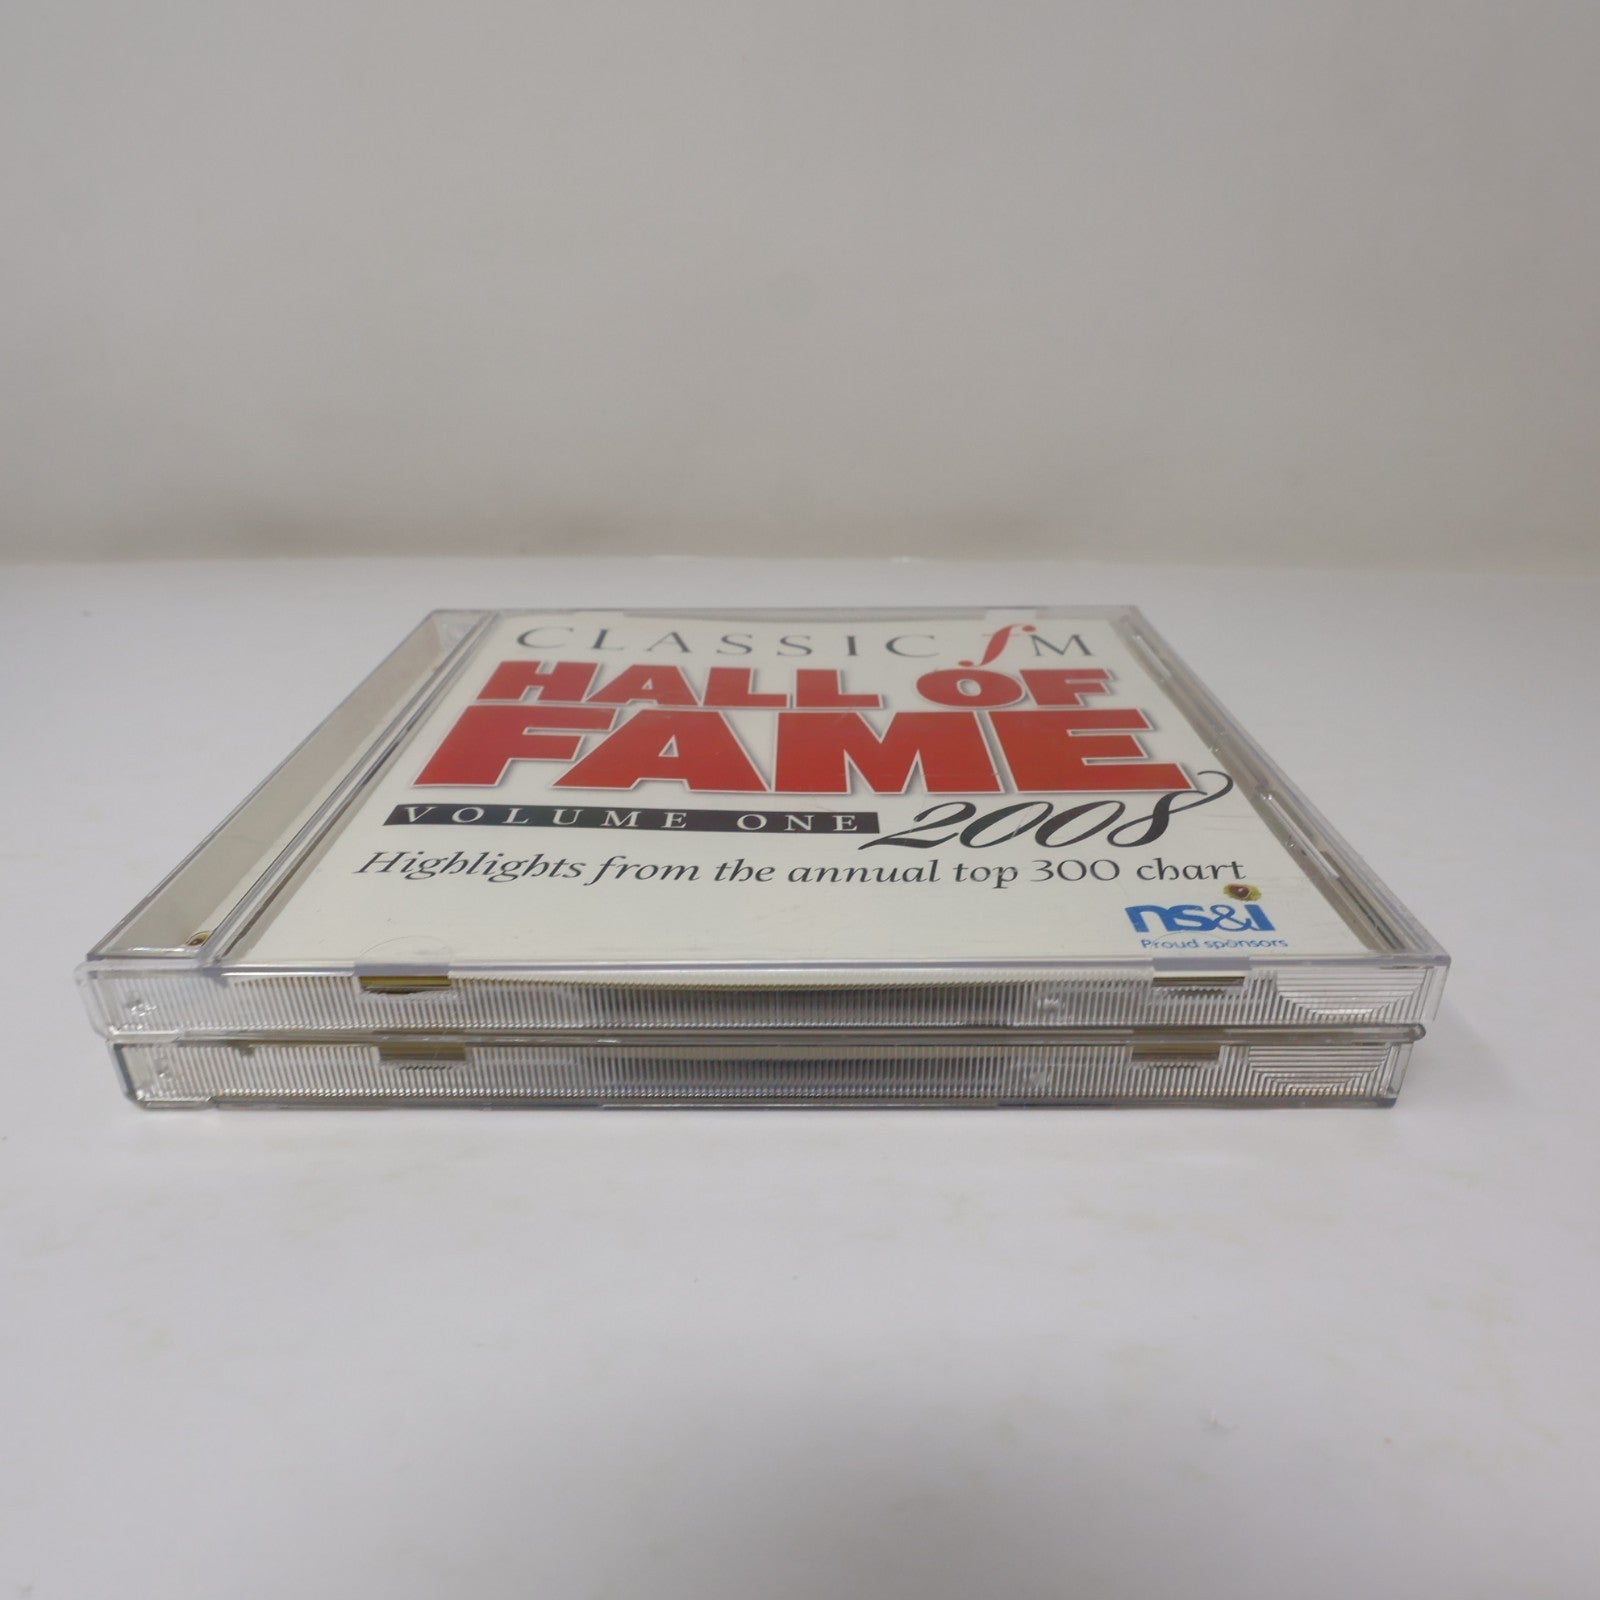 CLASSIC fM
HALL OF
FAME
VOLUME ONE 2008
Highlights from the annual top 300 chart
ns&i
Proud sponsors